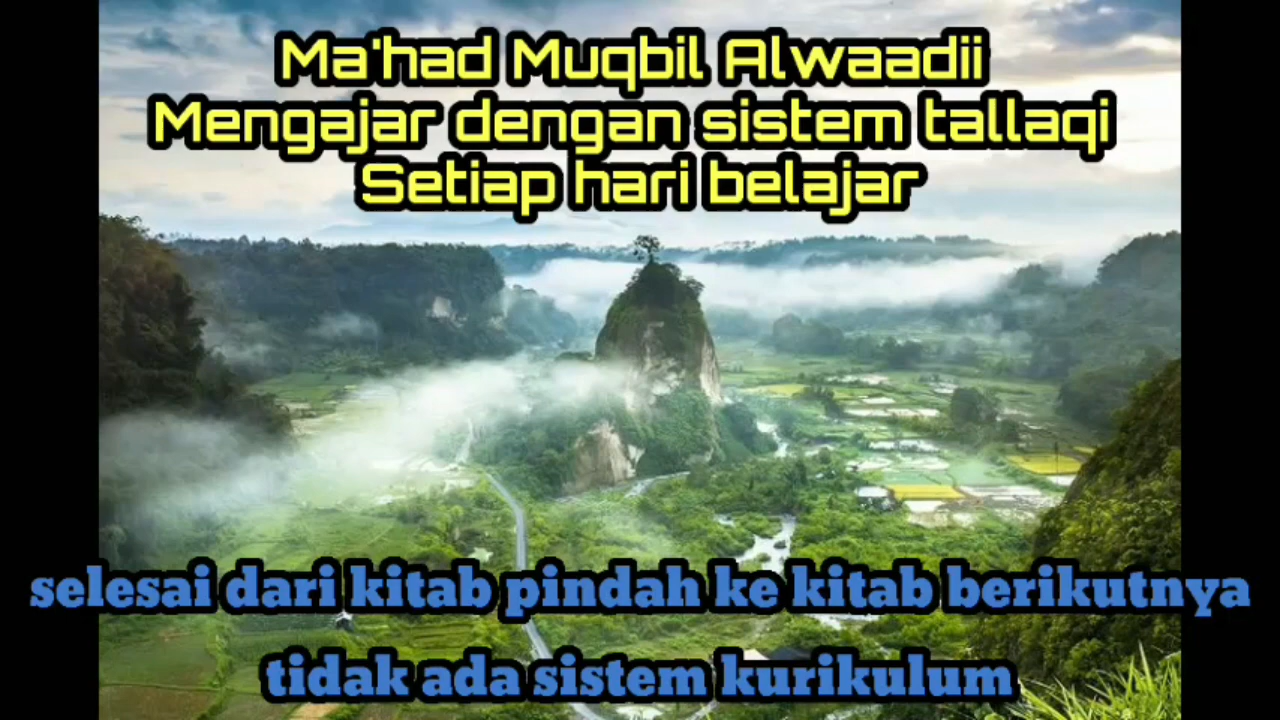 Ma'had Muqbil Alwaadii
Mengajar dengan sistem tallaqi
Setiap hari belajar
selesai dari kitab pindah ke kitab berikutnya
tidak ada sistem kurikulum